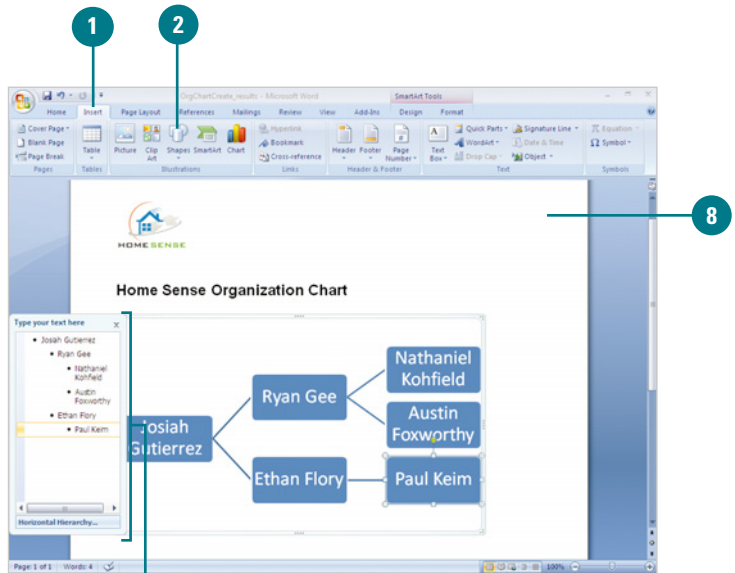 1
2
OrgChartCreate_results - Microsoft Word
SmartArt Tools
Home Insert Page Layout References Mailings Review View Add-Ins Design Format
Cover Page
Blank Page
Page Break
Pages
Table
Tables
Picture
Clip Art
Shapes
SmartArt
Chart
Illustrations
Hyperlink
Bookmark
Cross-reference
Links
Header
Footer
Page Number
Header & Footer
Text Box
Quick Parts
WordArt
Drop Cap
Signature Line
Date & Time
Object
Text
Equation
Symbol
Symbols
8
HOME SENSE
Home Sense Organization Chart
Type your text here
Josiah Gutierrez
Ryan Gee
Nathaniel
Kohfield
Austin
Foxworthy
Ethan Flory
Paul Keim
Horizontal Hierarchy...
Josiah
Gutierrez
Ryan Gee
Ethan Flory
Nathaniel
Kohfield
Austin
Foxworthy
Paul Keim
Page: 1 of 1 Words: 4
100%